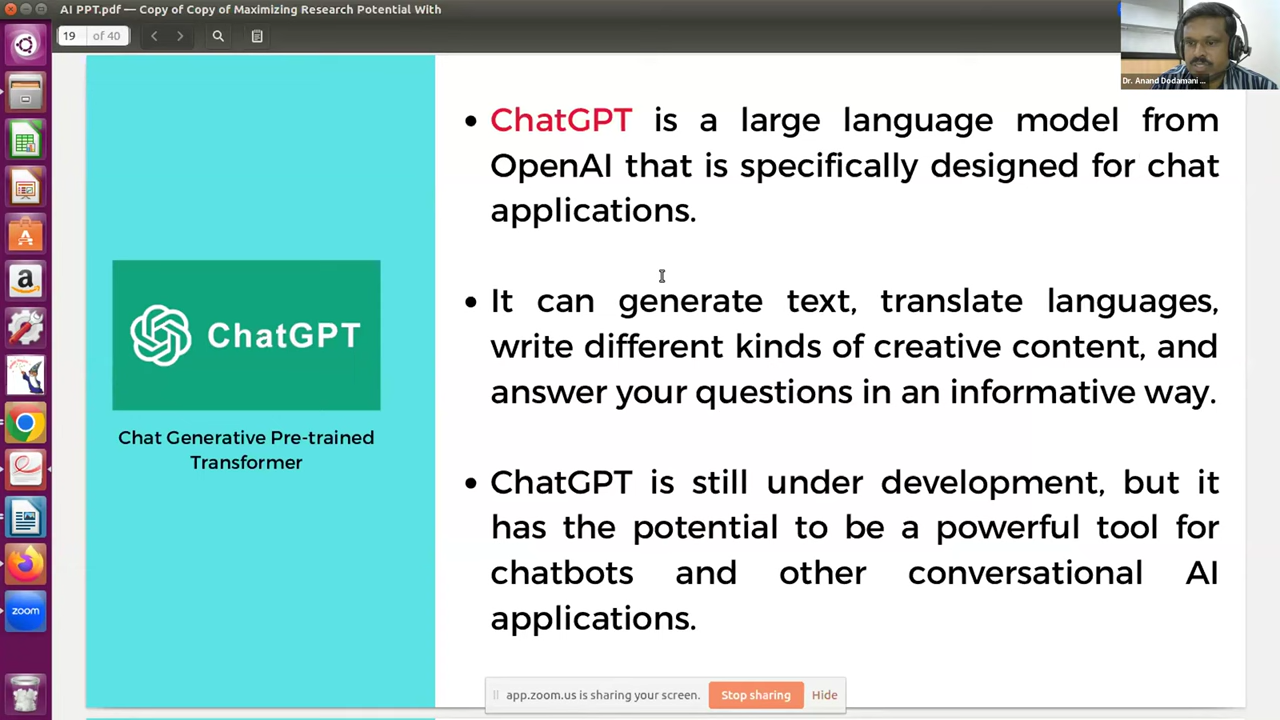 AI PPT.pdf — Copy of Copy of Maximizing Research Potential With
19 of 40
Dr. Anand Dodamani ...
ChatGPT
Chat Generative Pre-trained
Transformer
• ChatGPT is a large language model from
OpenAI that is specifically designed for chat
applications.
• It can generate text, translate languages,
write different kinds of creative content, and
answer your questions in an informative way.
• ChatGPT is still under development, but it
has the potential to be a powerful tool for
chatbots and other conversational AI
applications.
zoom
app.zoom.us is sharing your screen. Stop sharing Hide